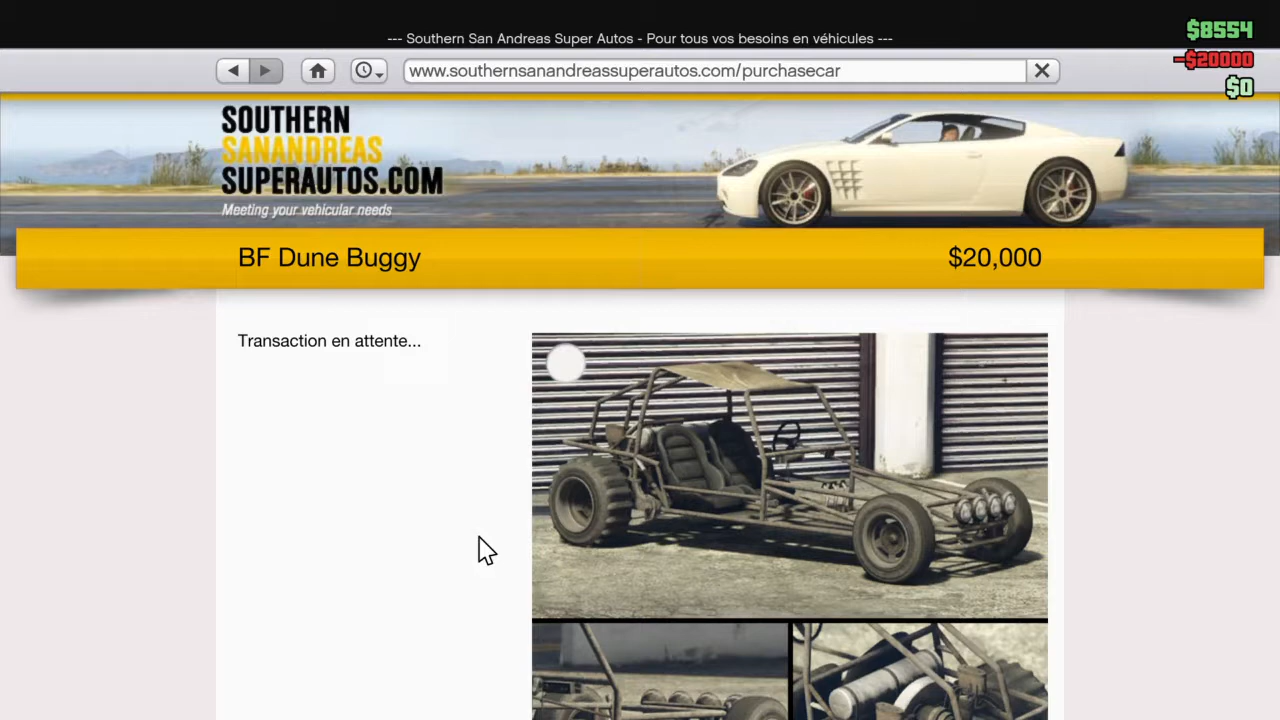 --- Southern San Andreas Super Autos - Pour tous vos besoins en véhicules ---
$8554
-$20000
$0
www.southernsanandreassuperautos.com/purchasecar
SOUTHERN
SANANDREAS
SUPERAUTOS.COM
Meeting your vehicular needs
BF Dune Buggy
$20,000
Transaction en attente...